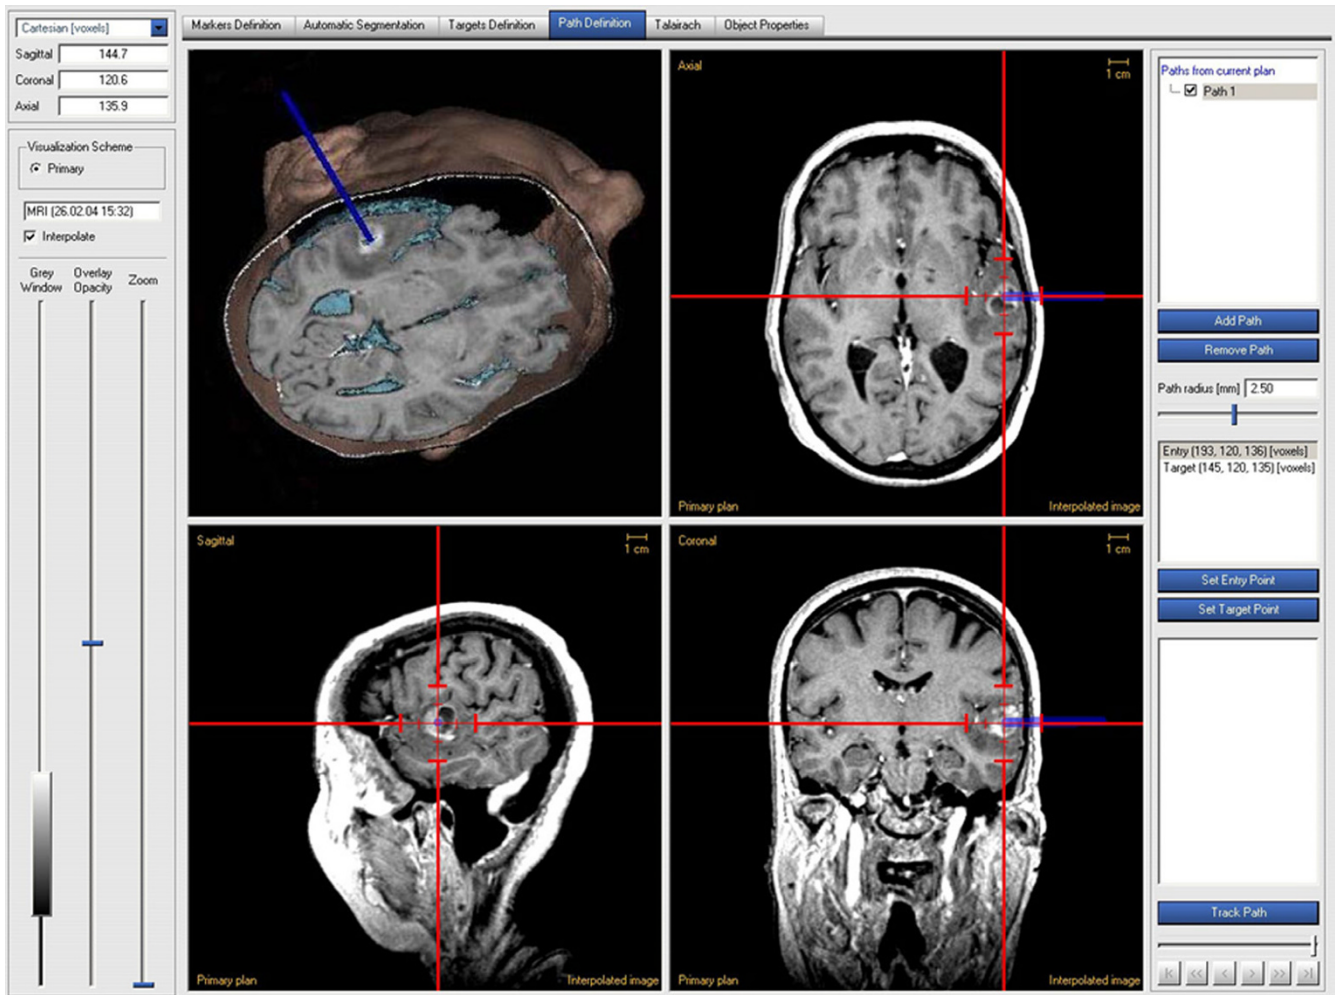 Cartesian [voxels]
Sagittal 144.7
Coronal 120.6
Axial 135.9
Visualization Scheme
Primary
MRI (26.02.04 15:32)
Interpolate
Grey Window
Overlay Opacity
Zoom
Markers Definition
Automatic Segmentation
Targets Definition
Path Definition
Talairach
Object Properties
Axial
1 cm
Primary plan
Interpolated image
Sagittal
1 cm
Primary plan
Interpolated image
Coronal
1 cm
Primary plan
Interpolated image
Paths from current plan
Path 1
Add Path
Remove Path
Path radius [mm] 2.50
Entry (193, 120, 136) [voxels]
Target (145, 120, 135) [voxels]
Set Entry Point
Set Target Point
Track Path